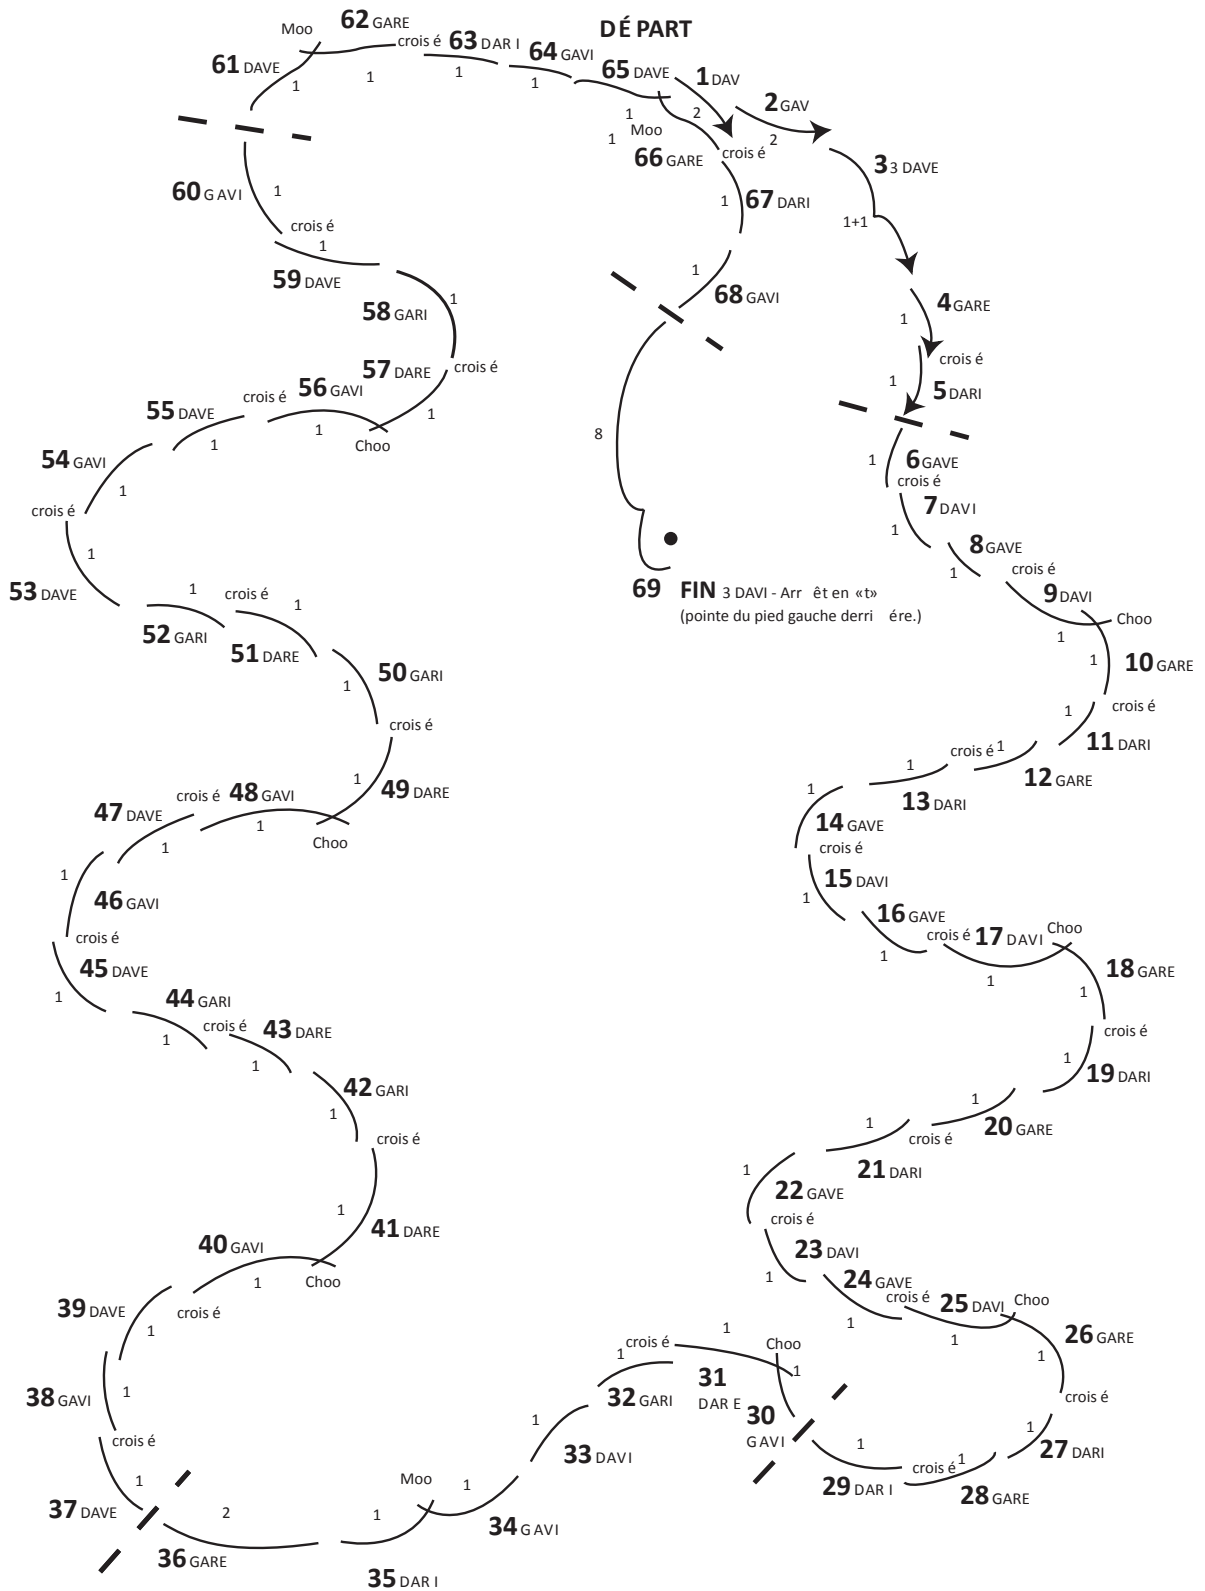 DÉPART
1 DAV
2
2 GAV
2
3 3 DAVE
1+1
4 GARE
1
croisé
5 DARI
1
6 GAVE
1
croisé
7 DAVI
1
8 GAVE
1
croisé
9 DAVI
1
Choo
10 GARE
1
croisé
11 DARI
1
12 GARE
1
croisé
13 DARI
1
14 GAVE
1
croisé
15 DAVI
1
16 GAVE
1
croisé
17 DAVI
1
Choo
18 GARE
1
croisé
19 DARI
1
20 GARE
1
croisé
21 DARI
1
22 GAVE
1
croisé
23 DAVI
1
24 GAVE
1
croisé
25 DAVI
1
Choo
26 GARE
1
croisé
27 DARI
1
28 GARE
1
croisé
29 DARI
1
30
GAVI
1
Choo
31
DARE
1
croisé
32 GARI
1
33 DAVI
1
34 GAVI
1
Moo
35 DARI
1
36 GARE
2
37 DAVE
1
croisé
38 GAVI
1
39 DAVE
1
croisé
40 GAVI
1
Choo
41 DARE
1
croisé
42 GARI
1
43 DARE
1
croisé
44 GARI
1
45 DAVE
1
croisé
46 GAVI
1
47 DAVE
1
croisé
48 GAVI
1
Choo
49 DARE
1
croisé
50 GARI
1
51 DARE
1
croisé
52 GARI
1
53 DAVE
1
croisé
54 GAVI
1
55 DAVE
1
croisé
56 GAVI
1
Choo
57 DARE
1
croisé
58 GARI
1
59 DAVE
1
croisé
60 GAVI
1
61 DAVE
1
Moo
62 GARE
1
croisé
63 DARI
1
64 GAVI
1
65 DAVE
1
Moo
1
66 GARE
croisé
67 DARI
1
68 GAVI
1
8
69 FIN 3 DAVI - Arrêt en «t»
(pointe du pied gauche derriére.)